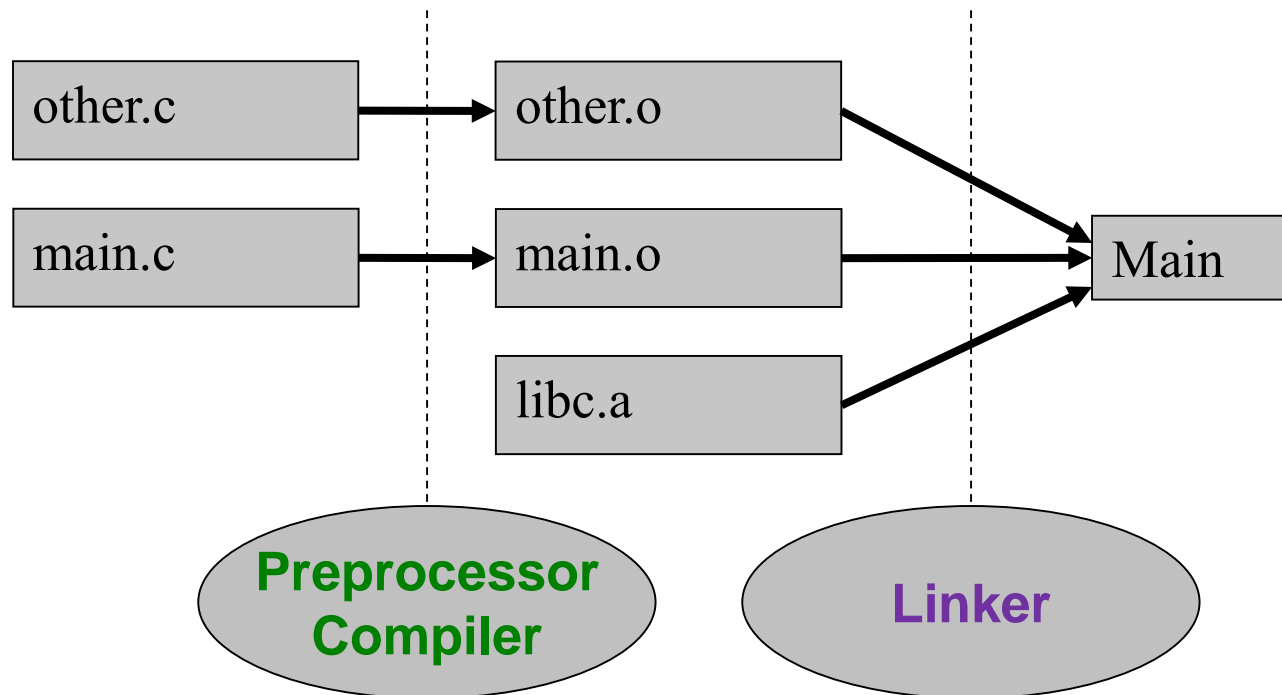 other.c
other.o
main.c
main.o
Main
libc.a
Preprocessor
Compiler
Linker